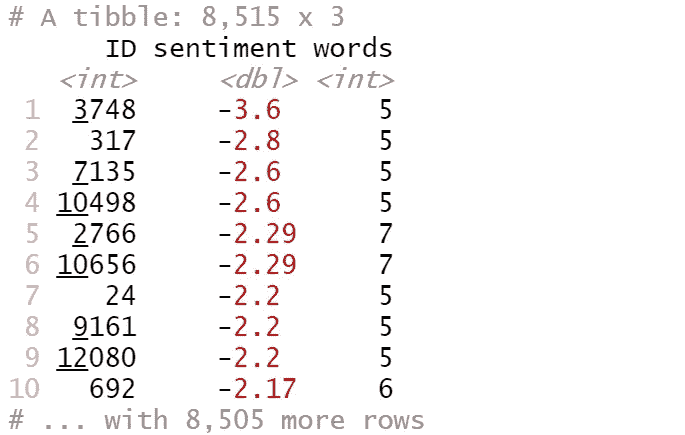 # A tibble: 8,515 x 3
ID sentiment words
<int> <dbl> <int>
1 3748 -3.6 5
2 317 -2.8 5
3 7135 -2.6 5
4 10498 -2.6 5
5 2766 -2.29 7
6 10656 -2.29 7
7 24 -2.2 5
8 9161 -2.2 5
9 12080 -2.2 5
10 692 -2.17 6
# ... with 8,505 more rows